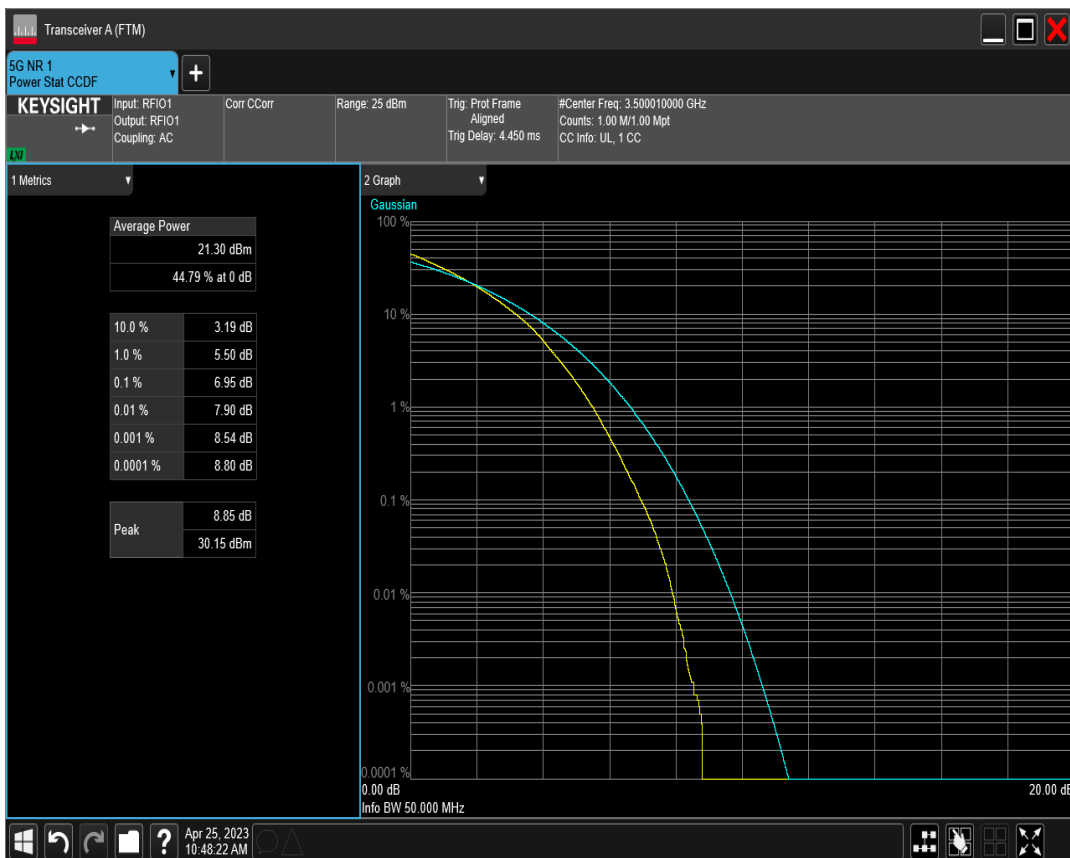 Transceiver A (FTM)
5G NR 1
Power Stat CCDF
+
KEYSIGHT
LXI
Input: RFIO1
Output: RFIO1
Coupling: AC
Corr CCorr
Range: 25 dBm
Trig: Prot Frame
Aligned
Trig Delay: 4.450 ms
#Center Freq: 3.500010000 GHz
Counts: 1.00 M/1.00 Mpt
CC Info: UL, 1 CC
1 Metrics
Average Power
21.30 dBm
44.79 % at 0 dB
10.0 % 3.19 dB
1.0 % 5.50 dB
0.1 % 6.95 dB
0.01 % 7.90 dB
0.001 % 8.54 dB
0.0001 % 8.80 dB
Peak 8.85 dB
30.15 dBm
2 Graph
Gaussian
100 %
10 %
1 %
0.1 %
0.01 %
0.001 %
0.0001 %
0.00 dB 20.00 dB
Info BW 50.000 MHz
?
Apr 25, 2023
10:48:22 AM